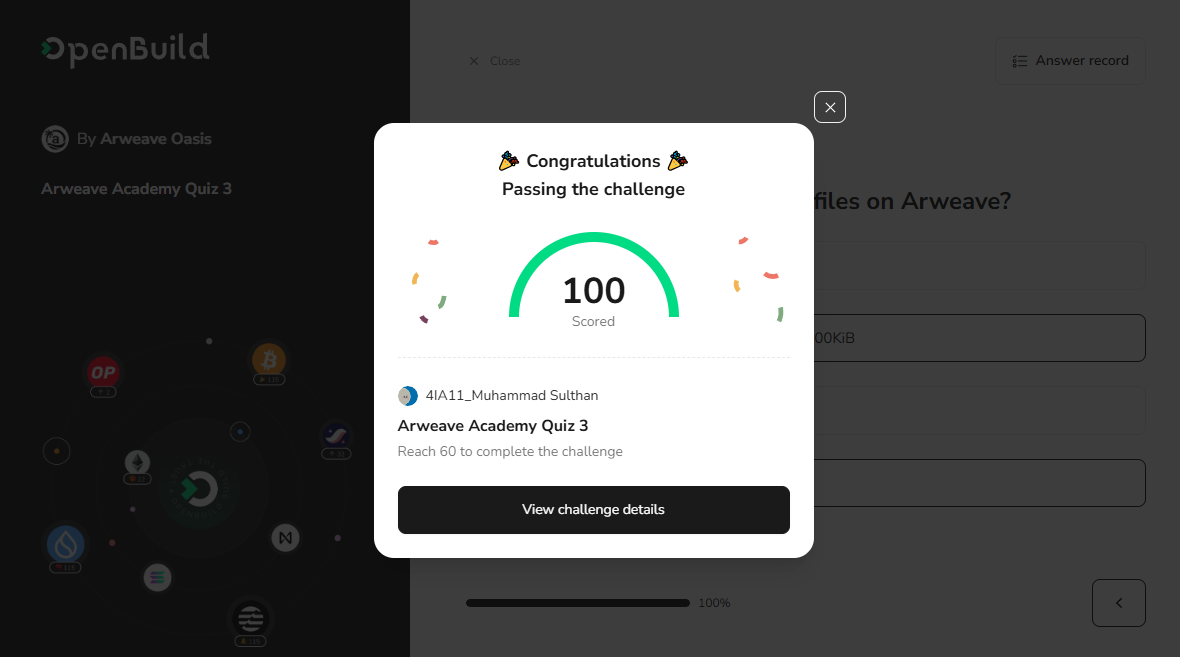 OpenBuild
By Arweave Oasis
Arweave Academy Quiz 3
OP
Close
Answer record
files on Arweave?
00KiB
100%
Congratulations
Passing the challenge
100
Scored
4IA11_Muhammad Sulthan
Arweave Academy Quiz 3
Reach 60 to complete the challenge
View challenge details